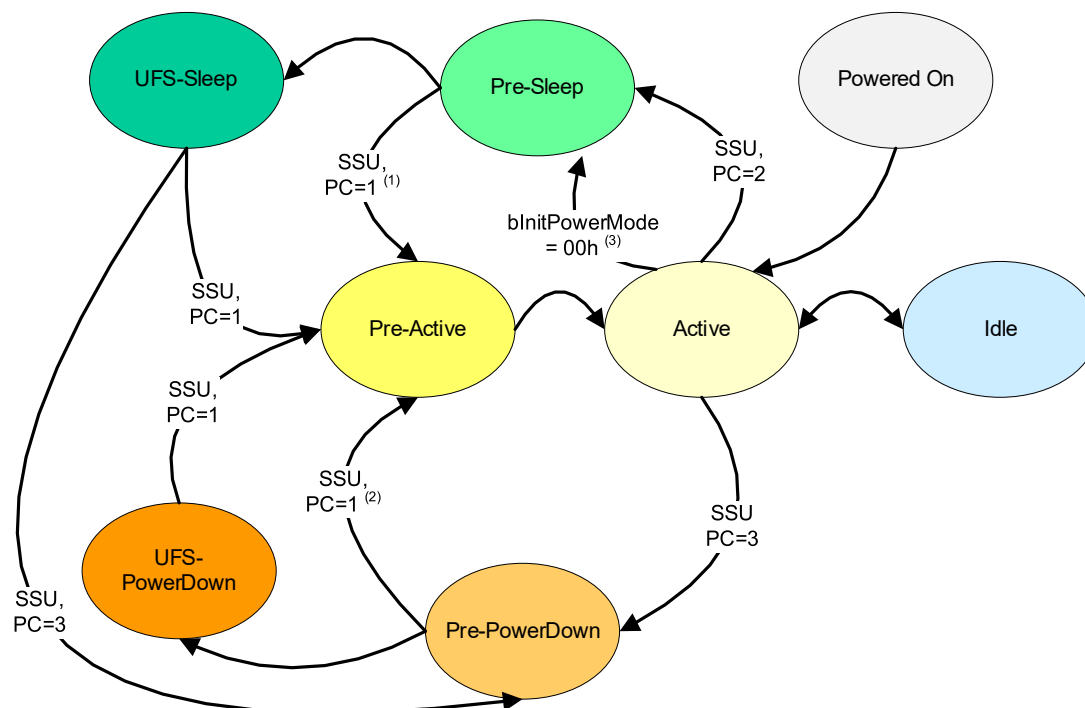 UFS-Sleep
Pre-Sleep
Powered On
SSU,
PC=2
SSU,
PC=1 (1)
bInitPowerMode
= 00h (3)
SSU,
PC=1
Pre-Active
Active
Idle
SSU,
PC=1
SSU,
PC=1 (2)
SSU
PC=3
UFS-
PowerDown
SSU,
PC=3
Pre-PowerDown